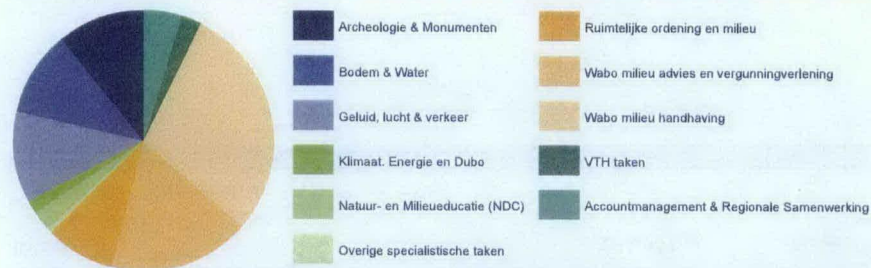 Archeologie & Monumenten
Bodem & Water
Geluid, lucht & verkeer
Klimaat. Energie en Dubo
Natuur- en Milieueducatie (NDC)
Overige specialistische taken
Ruimtelijke ordening en milieu
Wabo milieu advies en vergunningverlening
Wabo milieu handhaving
VTH taken
Accountmanagement & Regionale Samenwerking